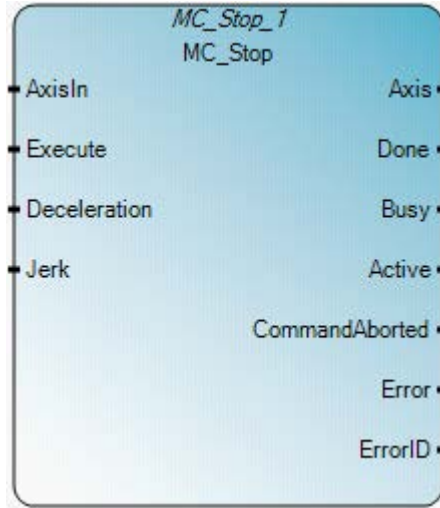 MC_Stop_1
MC_Stop
AxisIn Axis
Execute Done
Deceleration Busy
Jerk Active
CommandAborted
Error
ErrorID